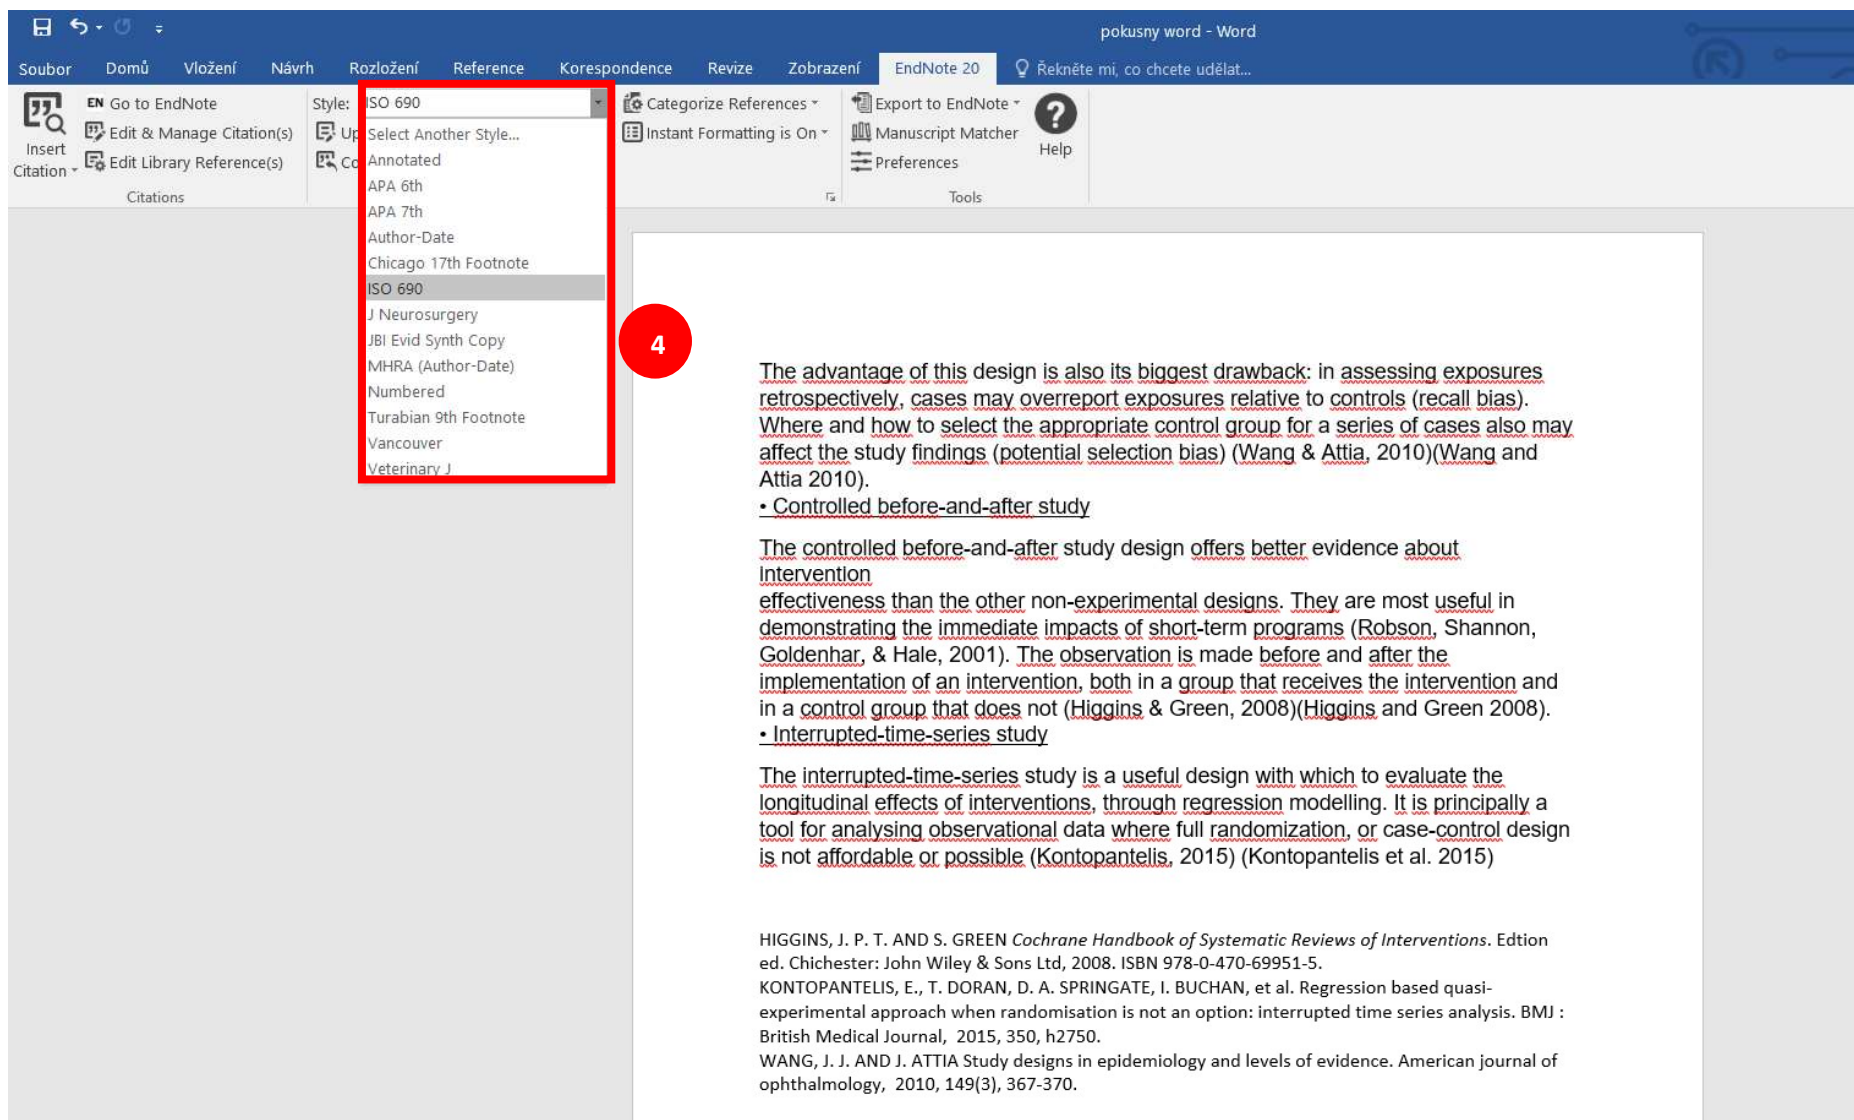 pokusny word - Word
Soubor Domů Vložení Návrh Rozložení Reference Korespondence Revize Zobrazení EndNote 20 Řekněte mi, co chcete udělat...
Insert
Citation
EN Go to EndNote
Edit & Manage Citation(s)
Edit Library Reference(s)
Citations
Style: ISO 690
Up
Co
Select Another Style...
Annotated
APA 6th
APA 7th
Author-Date
Chicago 17th Footnote
ISO 690
J Neurosurgery
JBI Evid Synth Copy
MHRA (Author-Date)
Numbered
Turabian 9th Footnote
Vancouver
Veterinary J
Categorize References
Instant Formatting is On
Export to EndNote
Manuscript Matcher
Preferences
Help
Tools
4
The advantage of this design is also its biggest drawback: in assessing exposures
retrospectively, cases may overreport exposures relative to controls (recall bias).
Where and how to select the appropriate control group for a series of cases also may
affect the study findings (potential selection bias) (Wang & Attia, 2010)(Wang and
Attia 2010).
• Controlled before-and-after study
The controlled before-and-after study design offers better evidence about
intervention
effectiveness than the other non-experimental designs. They are most useful in
demonstrating the immediate impacts of short-term programs (Robson, Shannon,
Goldenhar, & Hale, 2001). The observation is made before and after the
implementation of an intervention, both in a group that receives the intervention and
in a control group that does not (Higgins & Green, 2008)(Higgins and Green 2008).
• Interrupted-time-series study
The interrupted-time-series study is a useful design with which to evaluate the
longitudinal effects of interventions, through regression modelling. It is principally a
tool for analysing observational data where full randomization, or case-control design
is not affordable or possible (Kontopantelis, 2015) (Kontopantelis et al. 2015)
HIGGINS, J. P. T. AND S. GREEN Cochrane Handbook of Systematic Reviews of Interventions. Edtion
ed. Chichester: John Wiley & Sons Ltd, 2008. ISBN 978-0-470-69951-5.
KONTOPANTELIS, E., T. DORAN, D. A. SPRINGATE, I. BUCHAN, et al. Regression based quasi-
experimental approach when randomisation is not an option: interrupted time series analysis. BMJ :
British Medical Journal, 2015, 350, h2750.
WANG, J. J. AND J. ATTIA Study designs in epidemiology and levels of evidence. American journal of
ophthalmology, 2010, 149(3), 367-370.